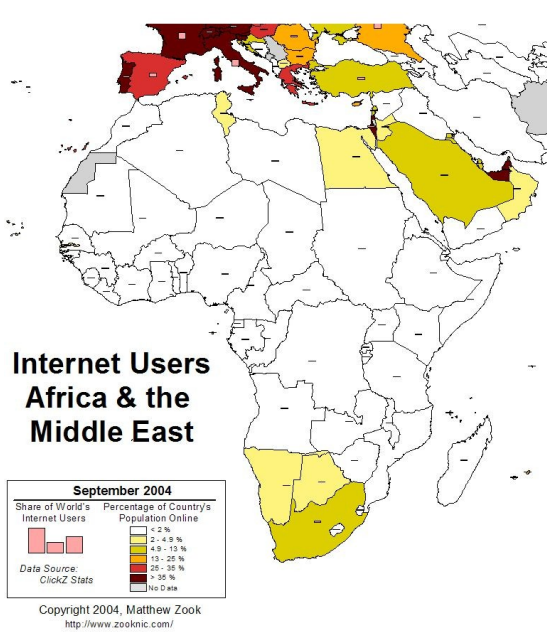 Internet Users
Africa & the
Middle East
September 2004
Share of World's
Internet Users
Percentage of Country's
Population Online
< 2 %
2 - 4.9 %
4.9 - 13 %
13 - 25 %
25 - 35 %
> 35 %
No Data
Data Source:
ClickZ Stats
Copyright 2004, Matthew Zook
http://www.zooknic.com/